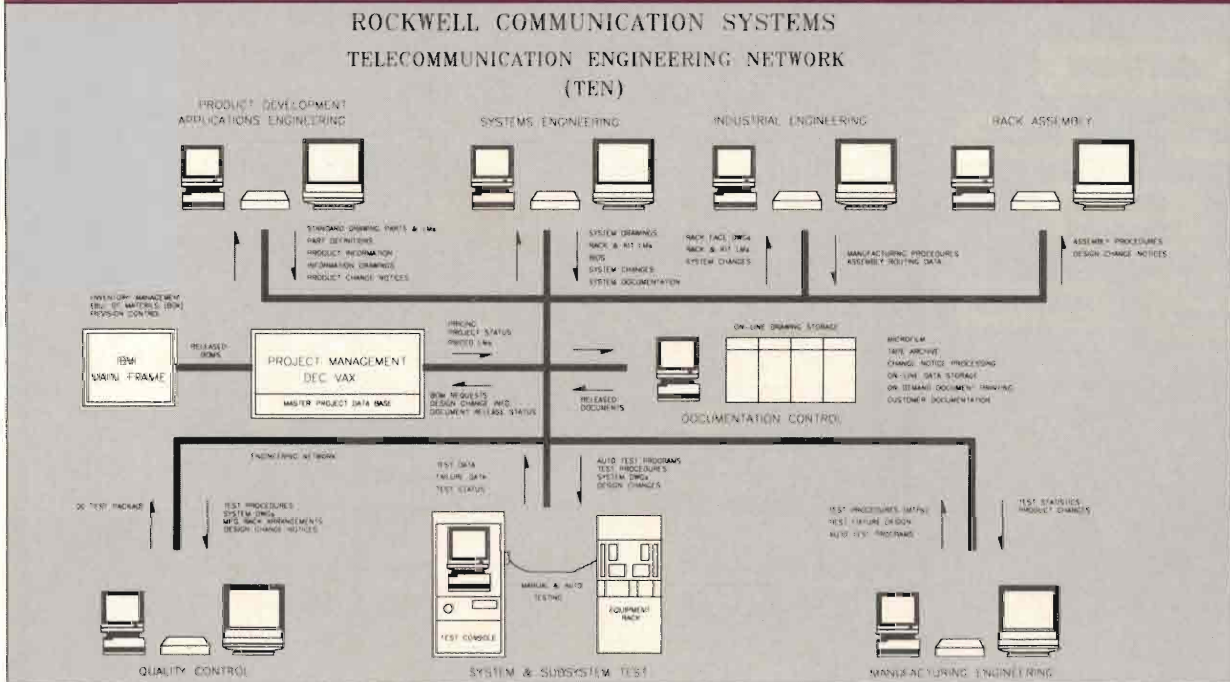 ROCKWELL COMMUNICATION SYSTEMS
TELECOMMUNICATION ENGINEERING NETWORK
(TEN)
PRODUCT DEVELOPMENT
APPLICATIONS ENGINEERING
SYSTEMS ENGINEERING
INDUSTRIAL ENGINEERING
RACK ASSEMBLY
STANDARD DRAWING PARTS & LMs
PART DEFINITIONS
PRODUCT INFORMATION
INFORMATION DRAWINGS
PRODUCT CHANGE NOTICES
SYSTEM DRAWINGS
RACK & KIT LMs
BIDS
SYSTEM CHANGES
SYSTEM DOCUMENTATION
RACK FACE DWGs
RACK & KIT LMs
SYSTEM CHANGES
MANUFACTURING PROCEDURES
ASSEMBLY ROUTING DATA
ASSEMBLY PROCEDURES
DESIGN CHANGE NOTICES
INVENTORY MANAGEMENT
BILL OF MATERIALS (BOM)
REVISION CONTROL
IBM
MAIN FRAME
RELEASED
BOMs
PROJECT MANAGEMENT
DEC VAX
MASTER PROJECT DATA BASE
PRICING
PROJECT STATUS
PRICED LMs
BOM REQUESTS
DESIGN CHANGE INFO.
DOCUMENT RELEASE STATUS
RELEASED
DOCUMENTS
ON-LINE DRAWING STORAGE
DOCUMENTATION CONTROL
MICROFILM
TAPE ARCHIVE
CHANGE NOTICE PROCESSING
ON-LINE DATA STORAGE
ON DEMAND DOCUMENT PRINTING
CUSTOMER DOCUMENTATION
ENGINEERING NETWORK
TEST DATA
FAILURE DATA
TEST STATUS
AUTO TEST PROGRAMS
TEST PROCEDURES
SYSTEM DWGs
DESIGN CHANGES
TEST PACKAGE
TEST PROCEDURES
SYSTEM DWGs
MFG RACK ARRANGEMENTS
DESIGN CHANGE NOTICES
TEST PROCEDURES (MTPs)
TEST FIXTURE DESIGN
AUTO TEST PROGRAMS
TEST STATISTICS
PRODUCT CHANGES
MANUAL & AUTO
TESTING
TEST CONSOLE
EQUIPMENT
RACK
QUALITY CONTROL
SYSTEM & SUBSYSTEM TEST
MANUFACTURING ENGINEERING